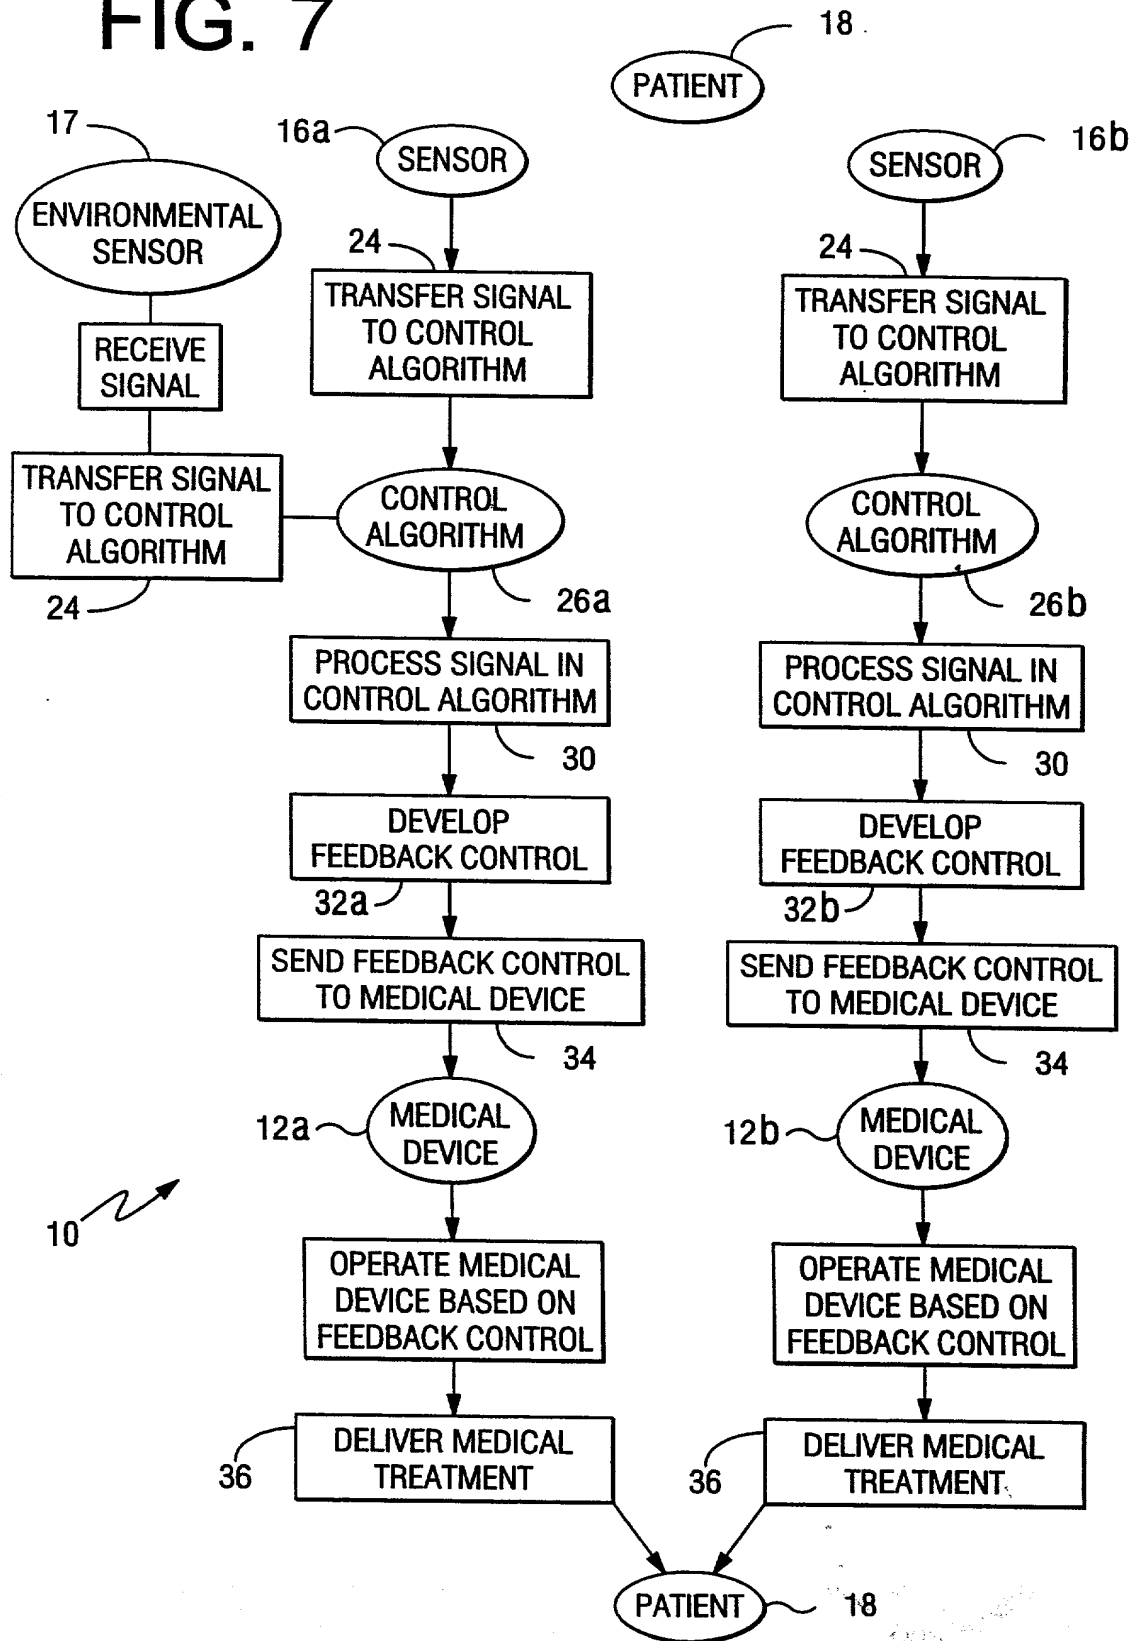 FIG. 7
18
PATIENT
17
16a
SENSOR
16b
SENSOR
ENVIRONMENTAL
SENSOR
24
TRANSFER SIGNAL
TO CONTROL
ALGORITHM
24
TRANSFER SIGNAL
TO CONTROL
ALGORITHM
RECEIVE
SIGNAL
TRANSFER SIGNAL
TO CONTROL
ALGORITHM
24
CONTROL
ALGORITHM
26a
CONTROL
ALGORITHM
26b
PROCESS SIGNAL IN
CONTROL ALGORITHM
30
PROCESS SIGNAL IN
CONTROL ALGORITHM
30
DEVELOP
FEEDBACK CONTROL
32a
DEVELOP
FEEDBACK CONTROL
32b
SEND FEEDBACK CONTROL
TO MEDICAL DEVICE
34
SEND FEEDBACK CONTROL
TO MEDICAL DEVICE
34
12a
MEDICAL
DEVICE
12b
MEDICAL
DEVICE
10
OPERATE MEDICAL
DEVICE BASED ON
FEEDBACK CONTROL
OPERATE MEDICAL
DEVICE BASED ON
FEEDBACK CONTROL
36
DELIVER MEDICAL
TREATMENT
36
DELIVER MEDICAL
TREATMENT
PATIENT
18